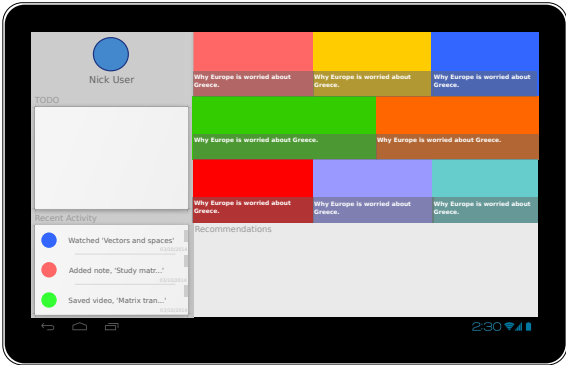 Nick User
TODO
Recent Activity
Watched 'Vectors and spaces'
Added note, 'Study matr...'
Saved video, 'Matrix tran...'
Why Europe is worried about
Greece.
Why Europe is worried about
Greece.
Why Europe is worried about
Greece.
Why Europe is worried about Greece.
Why Europe is worried about Greece.
Why Europe is worried about
Greece.
Why Europe is worried about
Greece.
Why Europe is worried about
Greece.
Recommendations
2:30